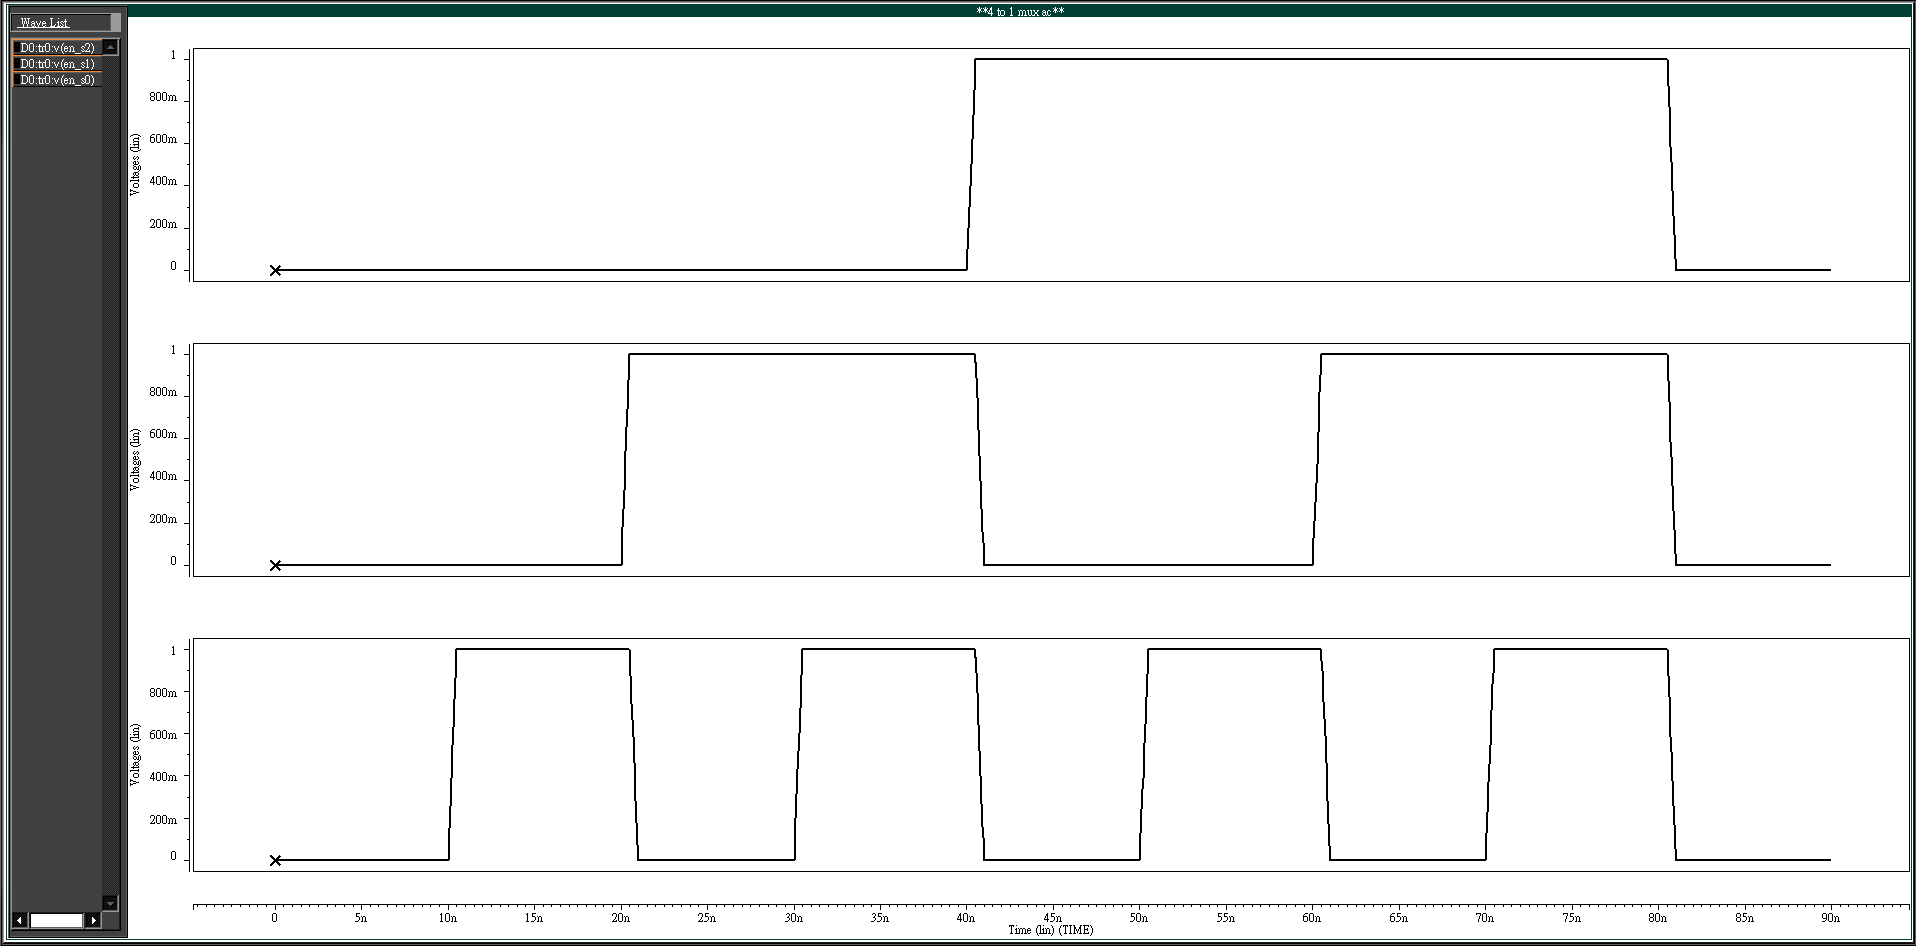 **4 to 1 mux ac**
Wave List
D0:tr0:v(en_s2)
D0:tr0:v(en_s1)
D0:tr0:v(en_s0)
Voltages (lin)
1
800m
600m
400m
200m
0
Voltages (lin)
1
800m
600m
400m
200m
0
Voltages (lin)
1
800m
600m
400m
200m
0
0 5n 10n 15n 20n 25n 30n 35n 40n 45n 50n 55n 60n 65n 70n 75n 80n 85n 90n
Time (lin) (TIME)